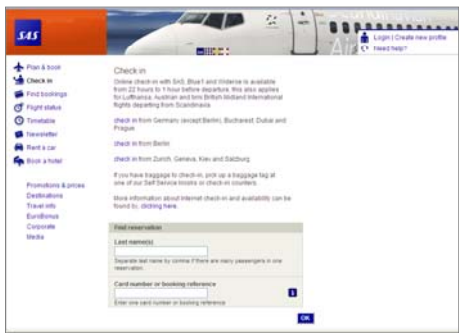 SAS
Scandinavian
Air
Login | Create new profile
Need help?
Plan & book
Check in
Find bookings
Flight status
Timetable
Newsletter
Rent a car
Book a hotel
Promotions & prices
Destinations
Travel info
EuroBonus
Corporate
Media
Check in
Online check-in with SAS, Blue1 and Wideroe is available
from 22 hours to 1 hour before departure, this also applies
for Lufthansa, Austrian and bmi British Midland International
flights departing from Scandinavia.
check in from Germany (except Berlin), Bucharest, Dubai and
Prague
check in from Berlin
check in from Zurich, Geneva, Kiev and Salzburg
If you have baggage to check-in, pick up a baggage tag at
one of our Self Service kiosks or check-in counters.
More information about Internet check-in and availability can be
found by, clicking here.
Find reservation
Last name(s)
Separate last name by comma if there are many passengers in one
reservation.
Card number or booking reference
i
Enter one card number or booking reference
OK